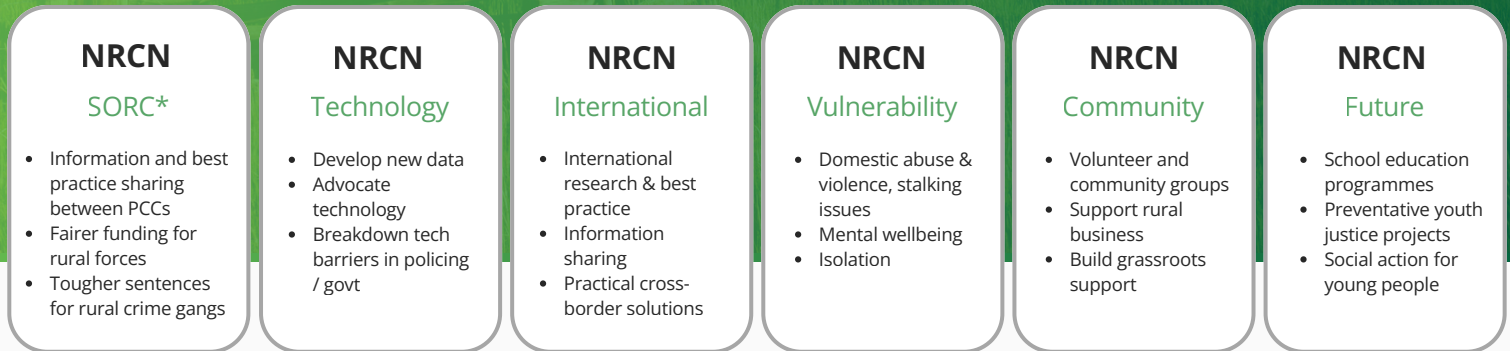 NRCN
SORC*
• Information and best
practice sharing
between PCCs
• Fairer funding for
rural forces
• Tougher sentences
for rural crime gangs
NRCN
Technology
• Develop new data
• Advocate
technology
• Breakdown tech
barriers in policing
/ govt
NRCN
International
• International
research & best
practice
• Information
sharing
• Practical cross-
border solutions
NRCN
Vulnerability
• Domestic abuse &
violence, stalking
issues
• Mental wellbeing
• Isolation
NRCN
Community
• Volunteer and
community groups
• Support rural
business
• Build grassroots
support
NRCN
Future
• School education
programmes
• Preventative youth
justice projects
• Social action for
young people